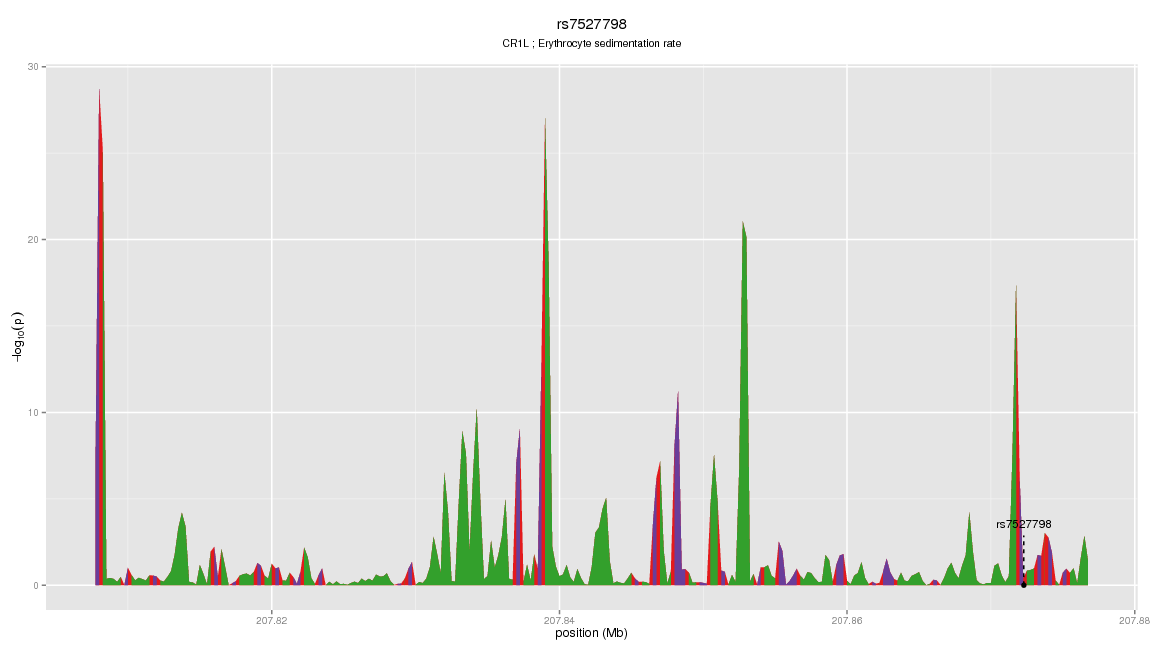 rs7527798
CR1L ; Erythrocyte sedimentation rate
30
20
10
0
−log10(p)
rs7527798
207.82
207.84
207.86
207.88
position (Mb)